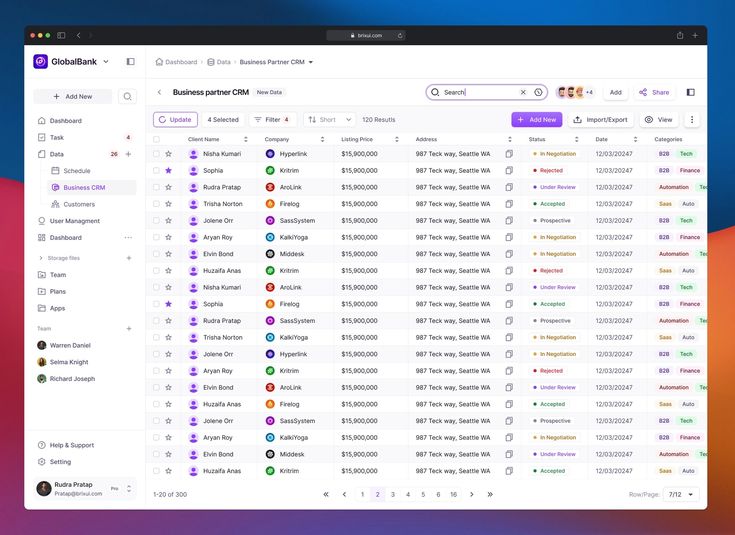 brixui.com
GlobalBank
Dashboard Data Business Partner CRM
Add New
Business partner CRM New Data Search +4 Add Share
Update 4 Selected Filter 4 Short 120 Resutls Add New Import/Export View
Dashboard
Task 4
Data 26
Schedule
Business CRM
Customers
User Managment
Dashboard
Storage files
Team
Plans
Apps
Team
Warren Daniel
Selma Knight
Richard Joseph
Help & Support
Setting
Rudra Pratap
Pratap@brixui.com
Pro
Client Name Company Listing Price Address Status Date Categories
Nisha Kumari Hyperlink $15,900,000 987 Teck way, Seattle WA In Negotiation 12/03/20247 B2B Tech
Sophia Kritrim $15,900,000 987 Teck way, Seattle WA Rejected 12/03/20247 B2B Finance
Rudra Pratap AroLink $15,900,000 987 Teck way, Seattle WA Under Review 12/03/20247 Automation Tec
Trisha Norton Firelog $15,900,000 987 Teck way, Seattle WA Accepted 12/03/20247 Saas Auto
Jolene Orr SassSystem $15,900,000 987 Teck way, Seattle WA Prospective 12/03/20247 B2B Tech
Aryan Roy KalkiYoga $15,900,000 987 Teck way, Seattle WA In Negotiation 12/03/20247 B2B Finance
Elvin Bond Middesk $15,900,000 987 Teck way, Seattle WA In Negotiation 12/03/20247 Automation Tec
Huzaifa Anas Kritrim $15,900,000 987 Teck way, Seattle WA Rejected 12/03/20247 Saas Auto
Nisha Kumari AroLink $15,900,000 987 Teck way, Seattle WA Under Review 12/03/20247 B2B Tech
Sophia Firelog $15,900,000 987 Teck way, Seattle WA Accepted 12/03/20247 B2B Finance
Rudra Pratap SassSystem $15,900,000 987 Teck way, Seattle WA Prospective 12/03/20247 Automation Tec
Trisha Norton KalkiYoga $15,900,000 987 Teck way, Seattle WA In Negotiation 12/03/20247 Saas Auto
Jolene Orr Hyperlink $15,900,000 987 Teck way, Seattle WA In Negotiation 12/03/20247 B2B Tech
Aryan Roy Kritrim $15,900,000 987 Teck way, Seattle WA Rejected 12/03/20247 B2B Finance
Elvin Bond AroLink $15,900,000 987 Teck way, Seattle WA Under Review 12/03/20247 Automation Tec
Huzaifa Anas Firelog $15,900,000 987 Teck way, Seattle WA Accepted 12/03/20247 Saas Auto
Jolene Orr SassSystem $15,900,000 987 Teck way, Seattle WA Prospective 12/03/20247 B2B Tech
Aryan Roy KalkiYoga $15,900,000 987 Teck way, Seattle WA In Negotiation 12/03/20247 B2B Finance
Elvin Bond Middesk $15,900,000 987 Teck way, Seattle WA Under Review 12/03/20247 Automation Tec
Huzaifa Anas Kritrim $15,900,000 987 Teck way, Seattle WA Accepted 12/03/20247 Saas Auto
1-20 of 300 1 2 3 4 5 6 16 Row/Page: 7/12